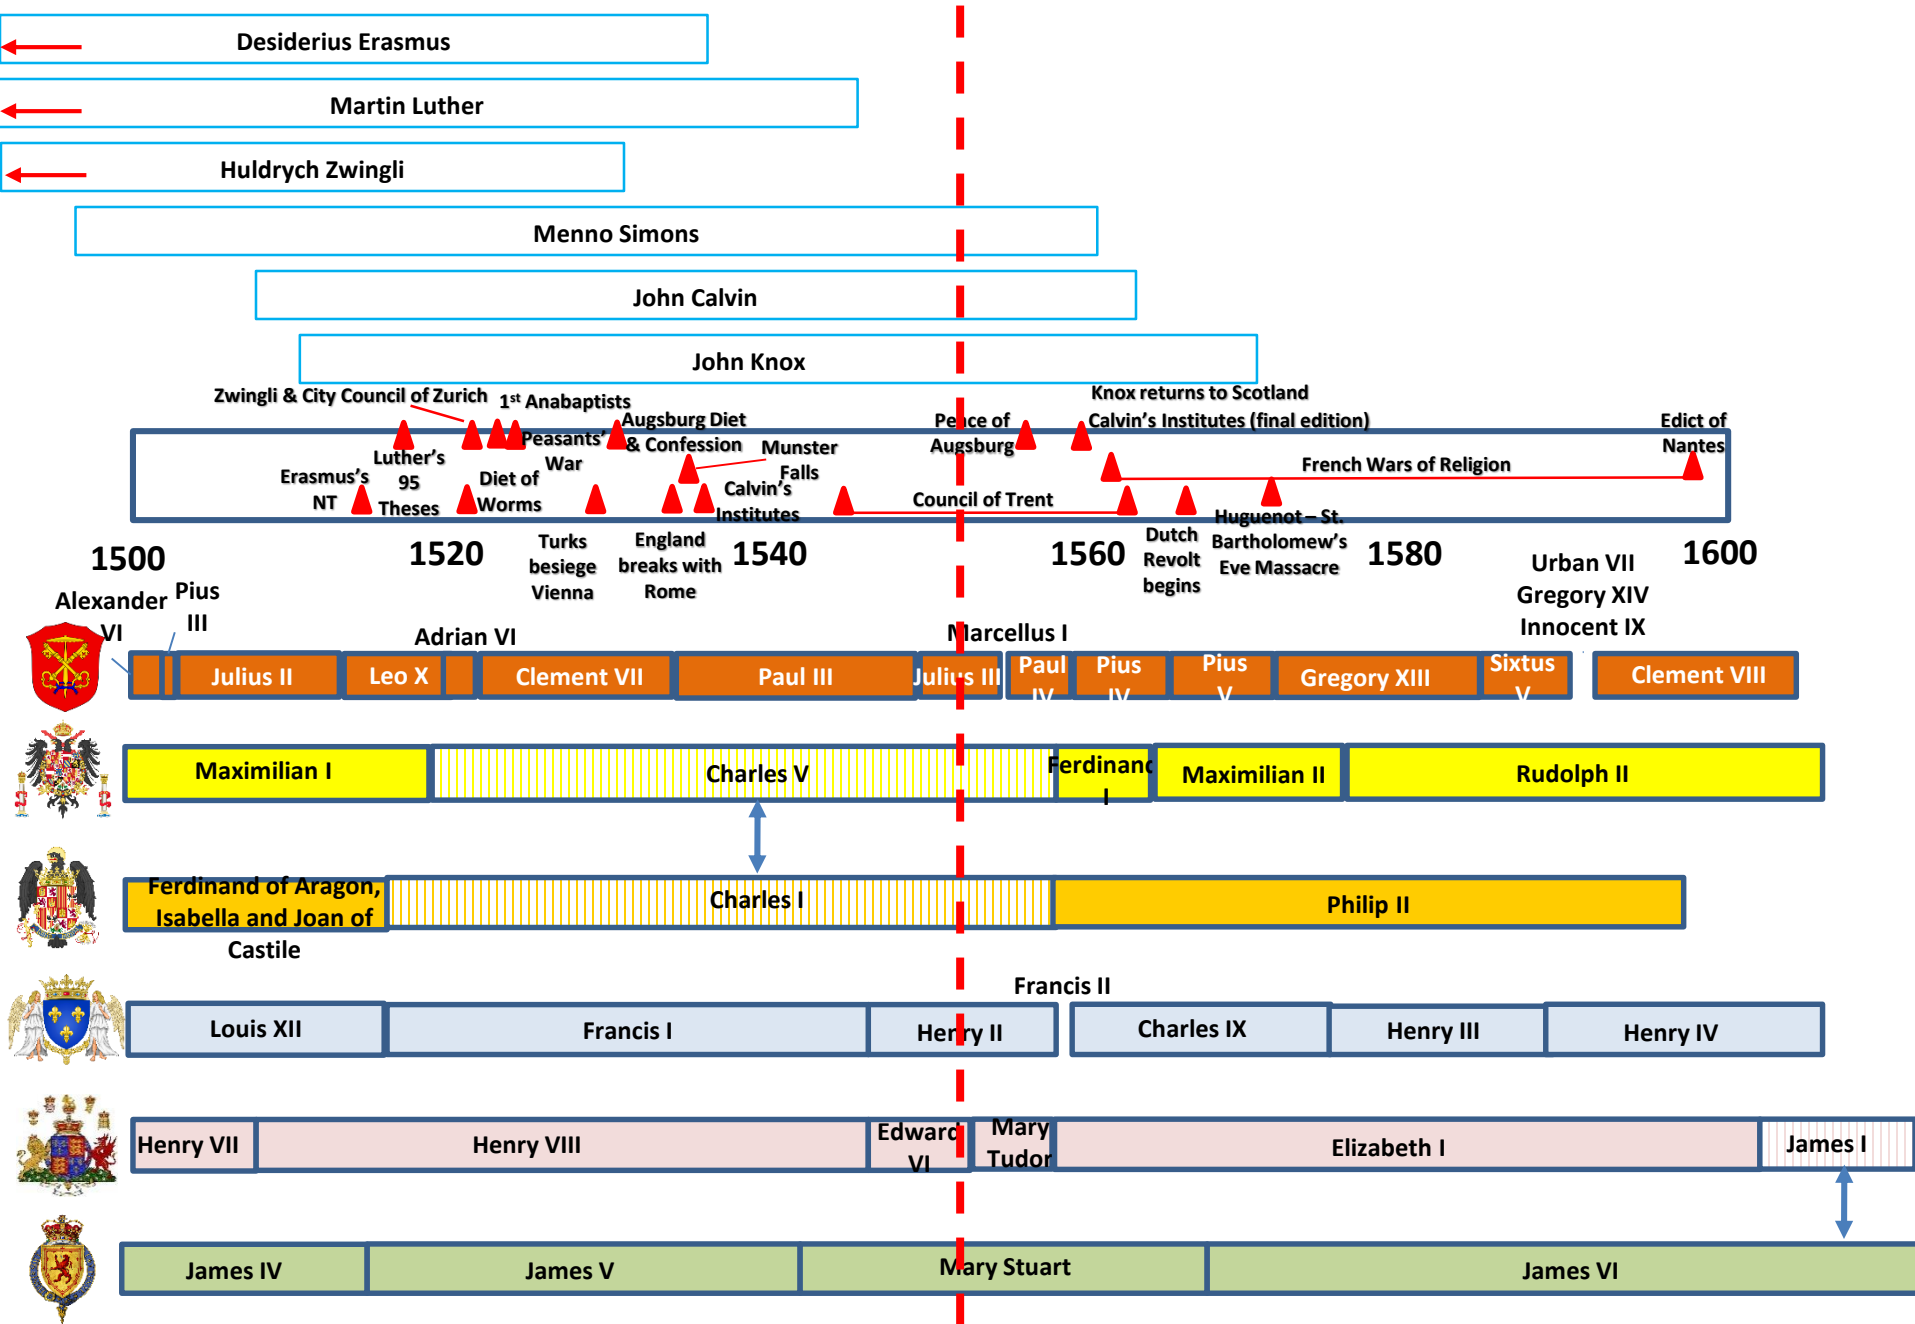 Desiderius Erasmus
Martin Luther
Huldrych Zwingli
Menno Simons
John Calvin
John Knox
Zwingli & City Council of Zurich
1st Anabaptists
Knox returns to Scotland
Augsburg Diet
& Confession
Peace of
Augsburg
Calvin's Institutes (final edition)
Edict of
Nantes
Peasants'
War
Munster
Falls
Luther's
95
Theses
Erasmus's
NT
Diet of
Worms
Calvin's
Institutes
Council of Trent
French Wars of Religion
Huguenot – St.
Bartholomew's
Eve Massacre
Turks
besiege
Vienna
England
breaks with
Rome
Dutch
Revolt
begins
1500
1520
1540
1560
1580
1600
Urban VII
Gregory XIV
Innocent IX
Alexander
VI
Pius
III
Adrian VI
Marcellus I
Julius II
Leo X
Clement VII
Paul III
Julius III
Paul
IV
Pius
IV
Pius
V
Gregory XIII
Sixtus
V
Clement VIII
Maximilian I
Charles V
Ferdinand
I
Maximilian II
Rudolph II
Ferdinand of Aragon,
Isabella and Joan of
Castile
Charles I
Philip II
Francis II
Louis XII
Francis I
Henry II
Charles IX
Henry III
Henry IV
Henry VII
Henry VIII
Edward
VI
Mary
Tudor
Elizabeth I
James I
James IV
James V
Mary Stuart
James VI